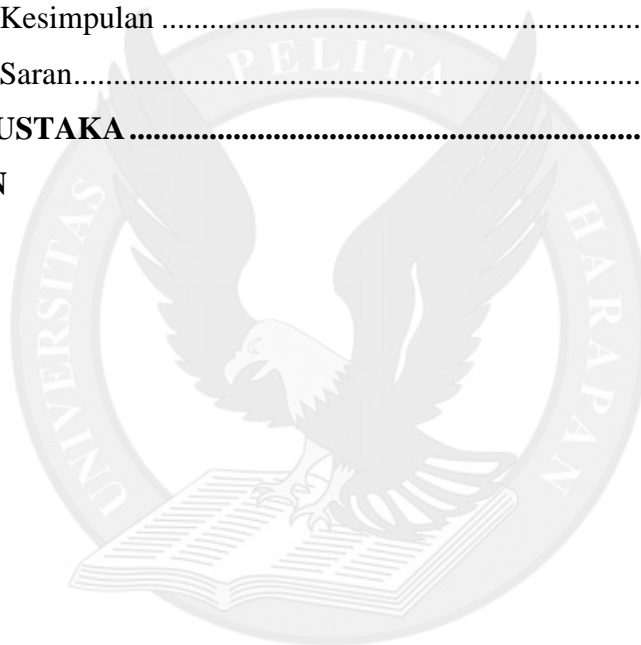 Kesimpulan ............................................................
Saran.......................................................................
USTAKA ................................................................
N
PELITA
UNIVERSITAS
HARAPAN